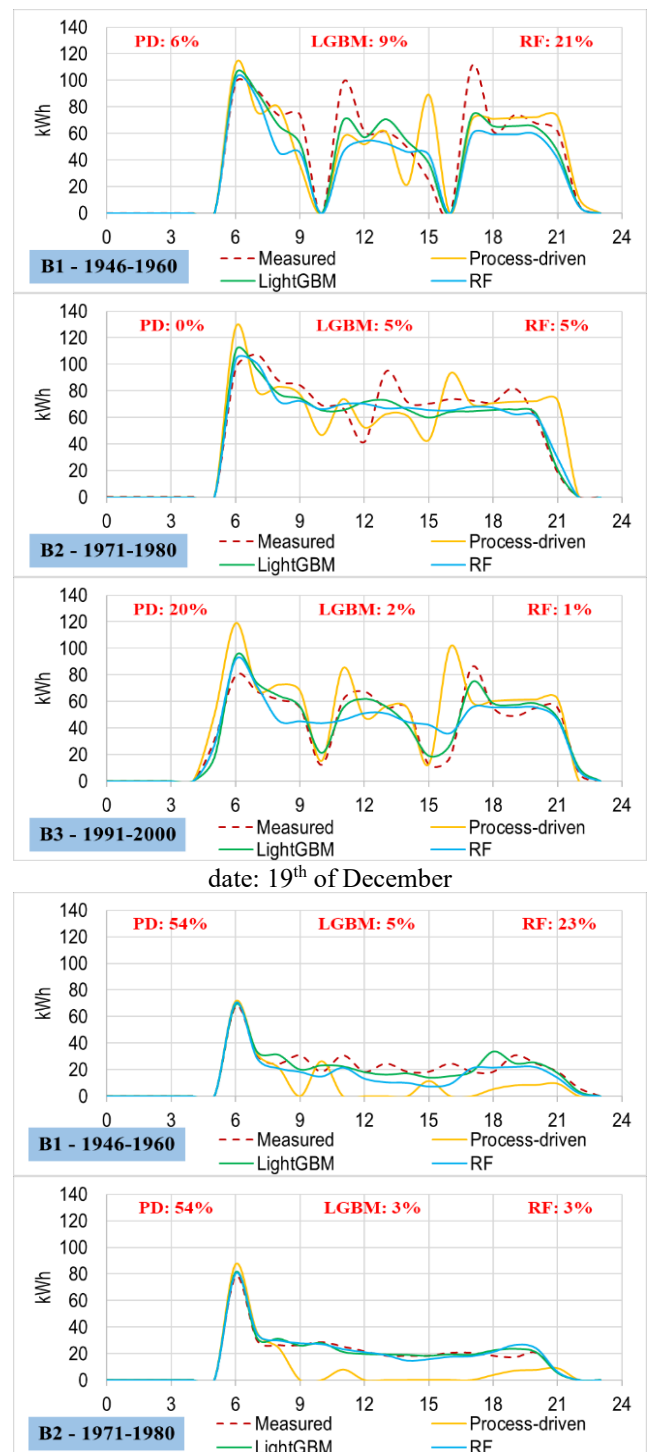 PD: 6% LGBM: 9% RF: 21%
140
120
100
80
60
40
20
0
kWh
0 3 6 9 12 15 18 21 24
B1 - 1946-1960
Measured Process-driven
LightGBM RF
PD: 0% LGBM: 5% RF: 5%
140
120
100
80
60
40
20
0
kWh
0 3 6 9 12 15 18 21 24
B2 - 1971-1980
Measured Process-driven
LightGBM RF
PD: 20% LGBM: 2% RF: 1%
140
120
100
80
60
40
20
0
kWh
0 3 6 9 12 15 18 21 24
B3 - 1991-2000
Measured Process-driven
LightGBM RF
date: 19th of December
PD: 54% LGBM: 5% RF: 23%
140
120
100
80
60
40
20
0
kWh
0 3 6 9 12 15 18 21 24
B1 - 1946-1960
Measured Process-driven
LightGBM RF
PD: 54% LGBM: 3% RF: 3%
140
120
100
80
60
40
20
0
kWh
0 3 6 9 12 15 18 21 24
B2 - 1971-1980
Measured Process-driven
LightGBM RF